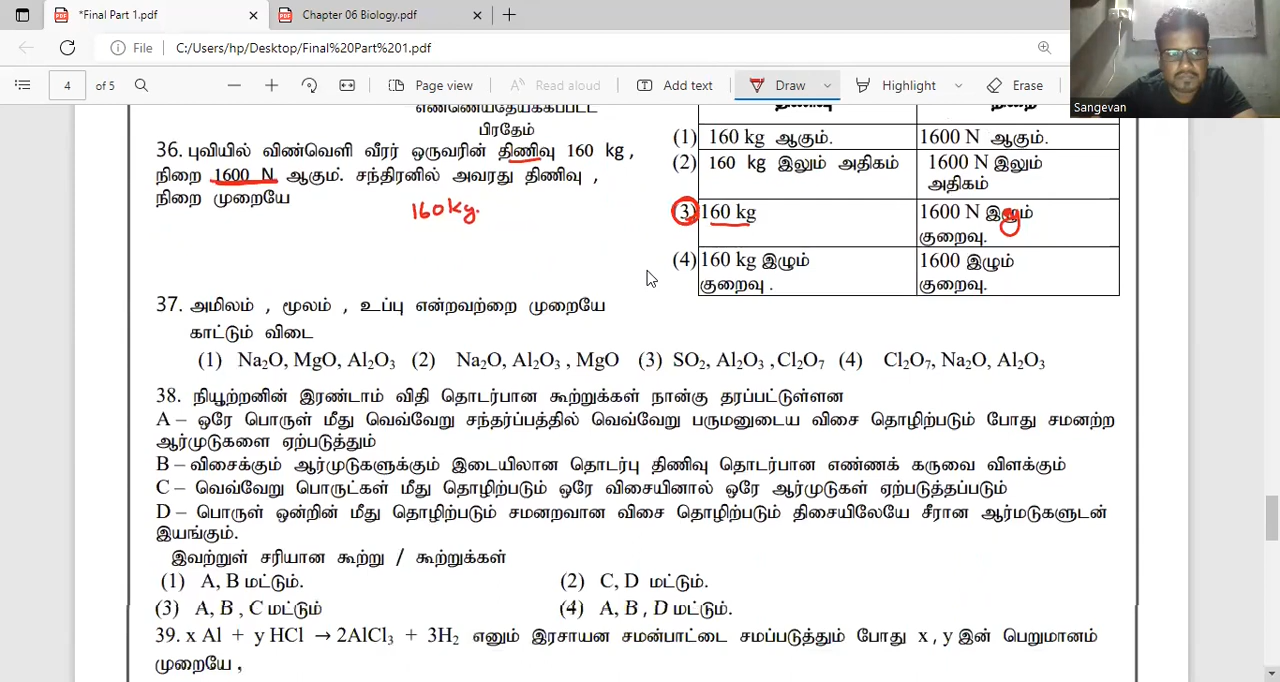 *Final Part 1.pdf
Chapter 06 Biology.pdf
File
C:/Users/hp/Desktop/Final%20Part%201.pdf
4 of 5
Page view
Read aloud
Add text
Draw
Highlight
Erase
Sangevan
பிரதேம்
36. புவியில் விண்வெளி வீரர் ஒருவரின் திணிவு 160 kg ,
நிறை 1600 N ஆகும். சந்திரனில் அவரது திணிவு ,
நிறை முறையே
160kg.
(1) 160 kg ஆகும். 1600 N ஆகும்.
(2) 160 kg இலும் அதிகம் 1600 N இலும்
அதிகம்
3) 160 kg 1600 N இலும்
குறைவு.
(4) 160 kg இழும் 1600 இழும்
குறைவு . குறைவு.
37. அமிலம் , மூலம் , உப்பு என்றவற்றை முறையே
காட்டும் விடை
(1) Na₂O, MgO, Al₂O₃ (2) Na₂O, Al₂O₃ , MgO (3) SO₂, Al₂O₃ ,Cl₂O₇ (4) Cl₂O₇, Na₂O, Al₂O₃
38. நியூற்றனின் இரண்டாம் விதி தொடர்பான கூற்றுக்கள் நான்கு தரப்பட்டுள்ளன
A – ஒரே பொருள் மீது வெவ்வேறு சந்தர்ப்பத்தில் வெவ்வேறு பருமனுடைய விசை தொழிற்படும் போது சமனற்ற
ஆர்முடுகளை ஏற்படுத்தும்
B – விசைக்கும் ஆர்முடுகளுக்கும் இடையிலான தொடர்பு திணிவு தொடர்பான எண்ணக் கருவை விளக்கும்
C – வெவ்வேறு பொருட்கள் மீது தொழிற்படும் ஒரே விசையினால் ஒரே ஆர்முடுகள் ஏற்படுத்தப்படும்
D – பொருள் ஒன்றின் மீது தொழிற்படும் சமனறவான விசை தொழிற்படும் திசையிலேயே சீரான ஆர்மடுகளுடன்
இயங்கும்.
இவற்றுள் சரியான கூற்று / கூற்றுக்கள்
(1) A, B மட்டும். (2) C, D மட்டும்.
(3) A, B , C மட்டும் (4) A, B , D மட்டும்.
39. x Al + y HCl → 2AlCl₃ + 3H₂ எனும் இரசாயன சமன்பாட்டை சமப்படுத்தும் போது x , y இன் பெறுமானம்
முறையே ,